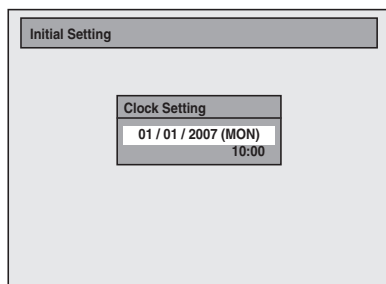 Initial Setting
Clock Setting
01 / 01 / 2007 (MON)
10:00